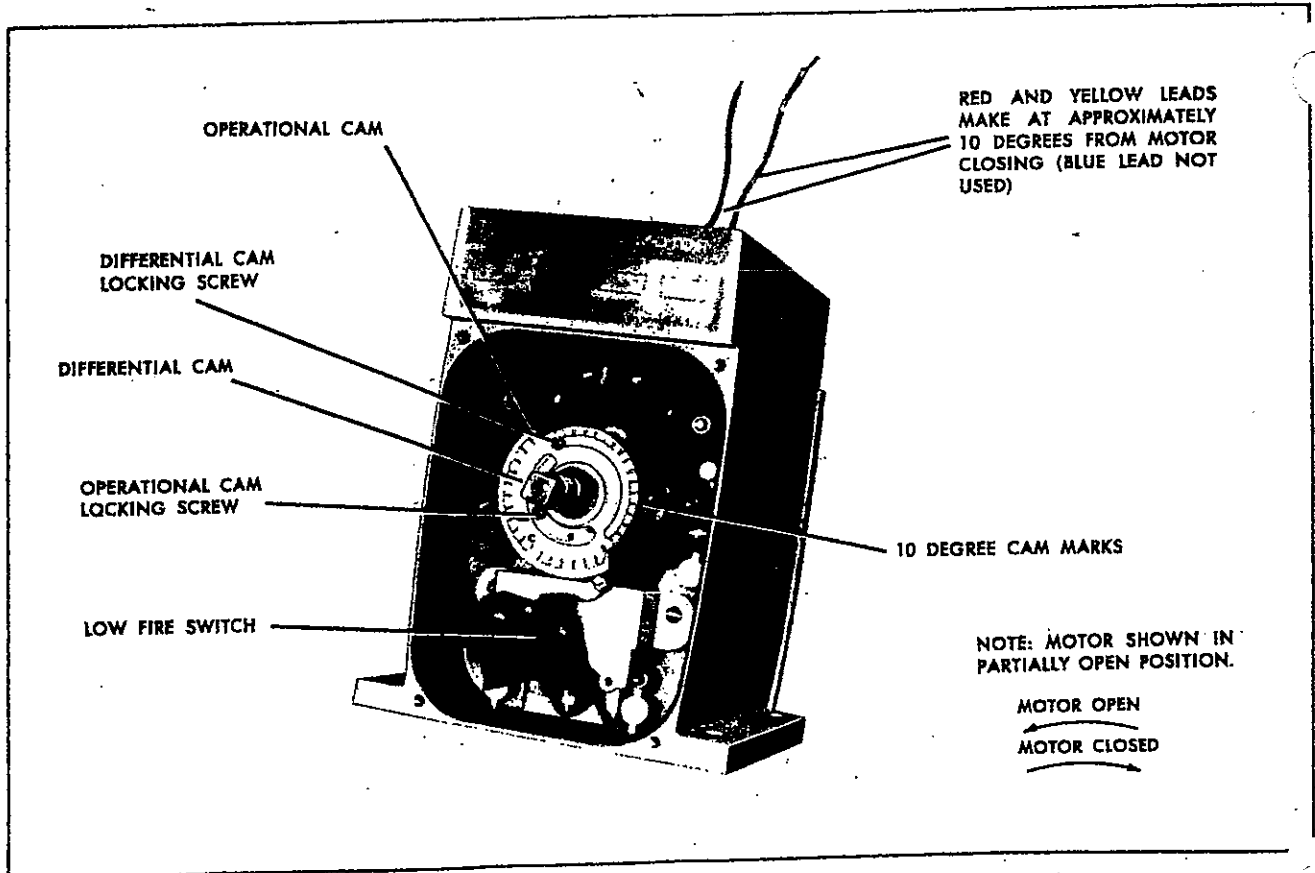 OPERATIONAL CAM
DIFFERENTIAL CAM
LOCKING SCREW
DIFFERENTIAL CAM
OPERATIONAL CAM
LOCKING SCREW
LOW FIRE SWITCH
RED AND YELLOW LEADS
MAKE AT APPROXIMATELY
10 DEGREES FROM MOTOR
CLOSING (BLUE LEAD NOT
USED)
10 DEGREE CAM MARKS
NOTE: MOTOR SHOWN IN
PARTIALLY OPEN POSITION.
MOTOR OPEN
MOTOR CLOSED